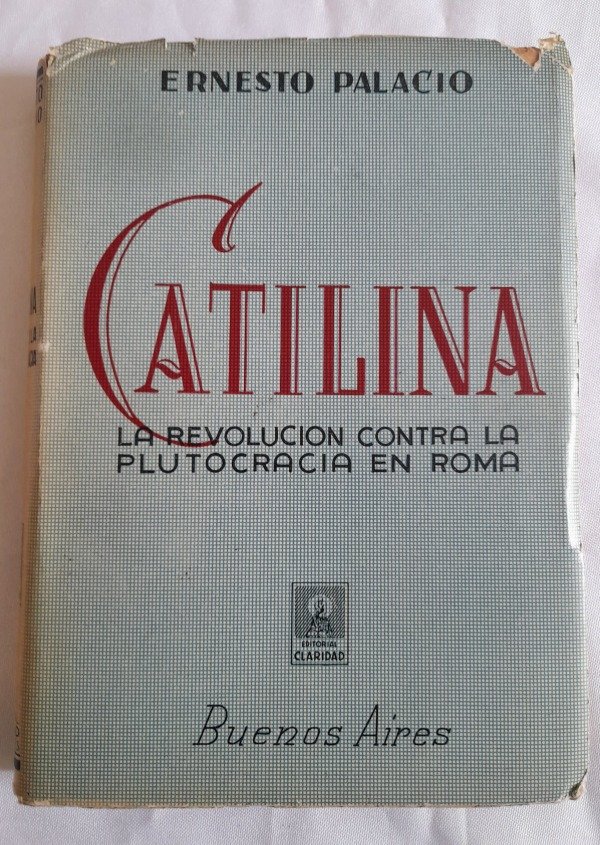 ERNESTO PALACIO
CATILINA
LA REVOLUCION CONTRA LA
PLUTOCRACIA EN ROMA
EDITORIAL
CLARIDAD
Buenos Aires